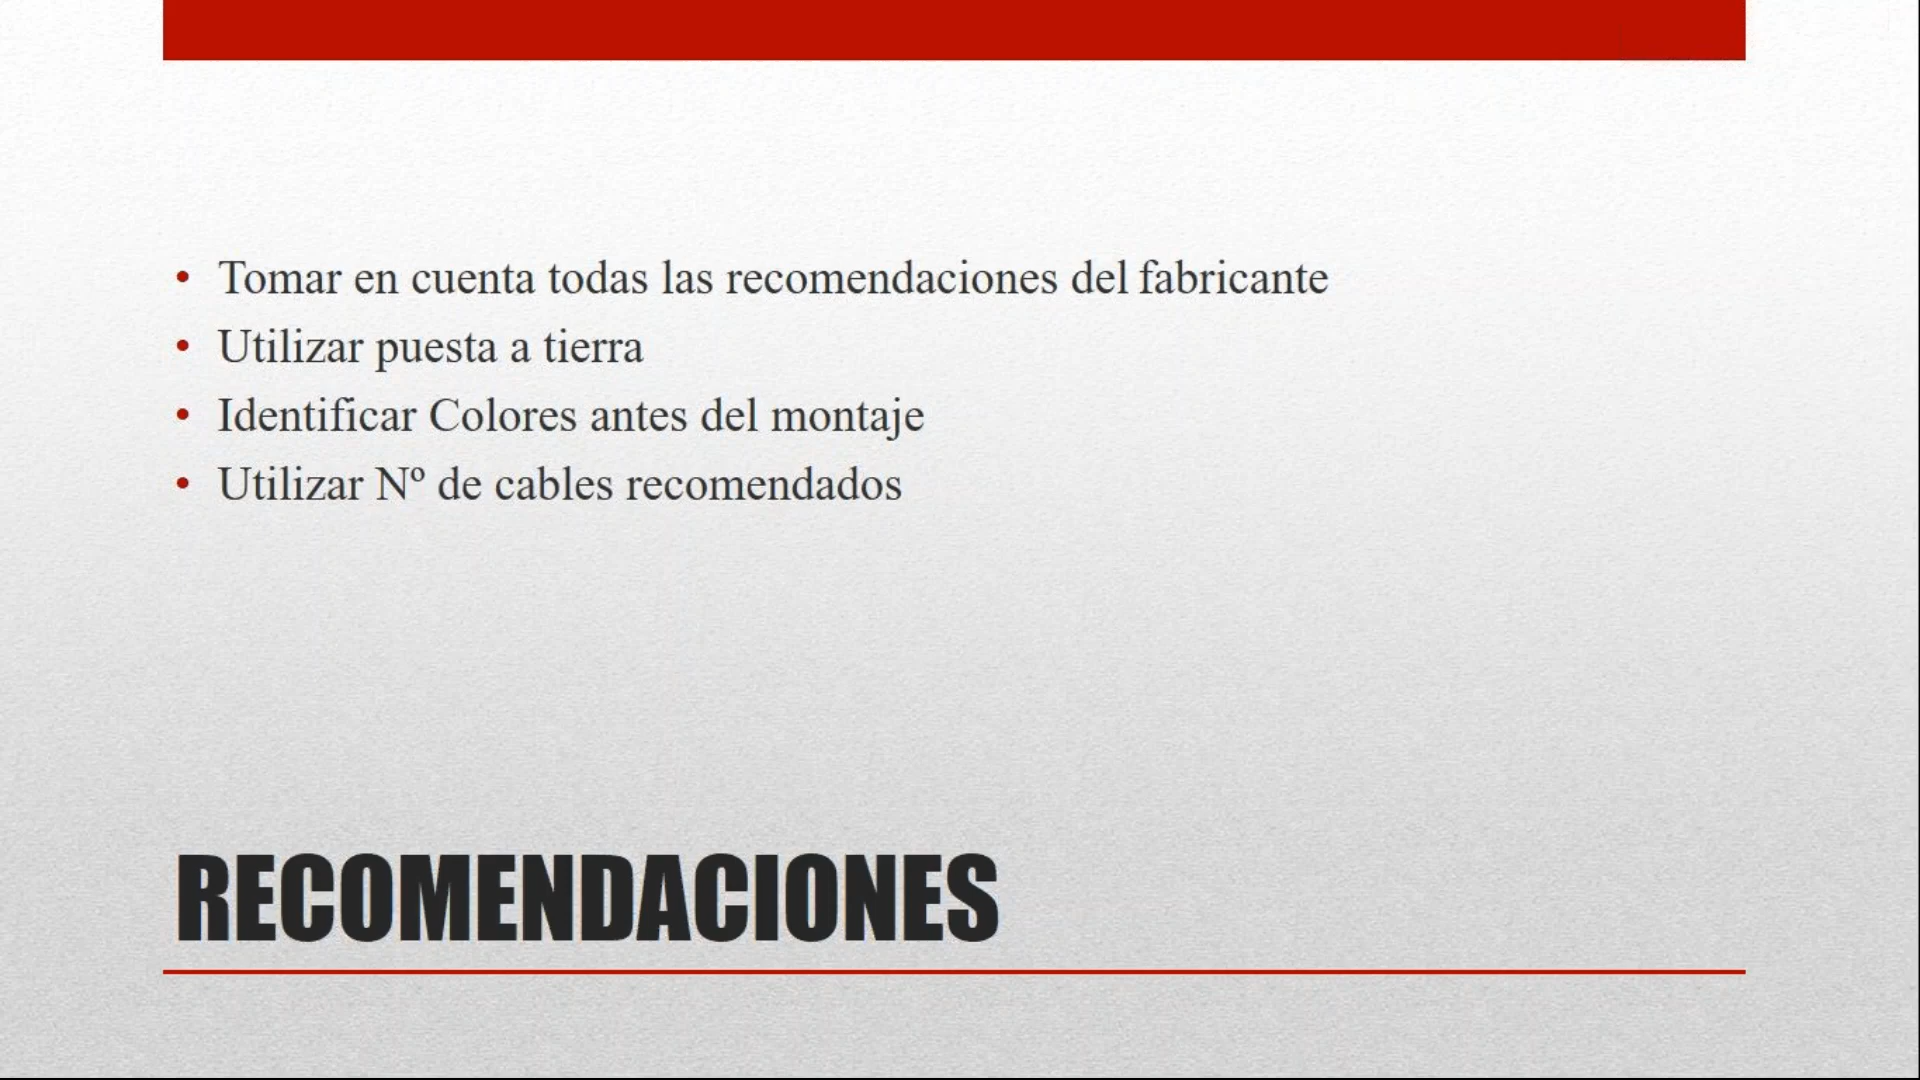 • Tomar en cuenta todas las recomendaciones del fabricante
• Utilizar puesta a tierra
• Identificar Colores antes del montaje
• Utilizar Nº de cables recomendados
RECOMENDACIONES